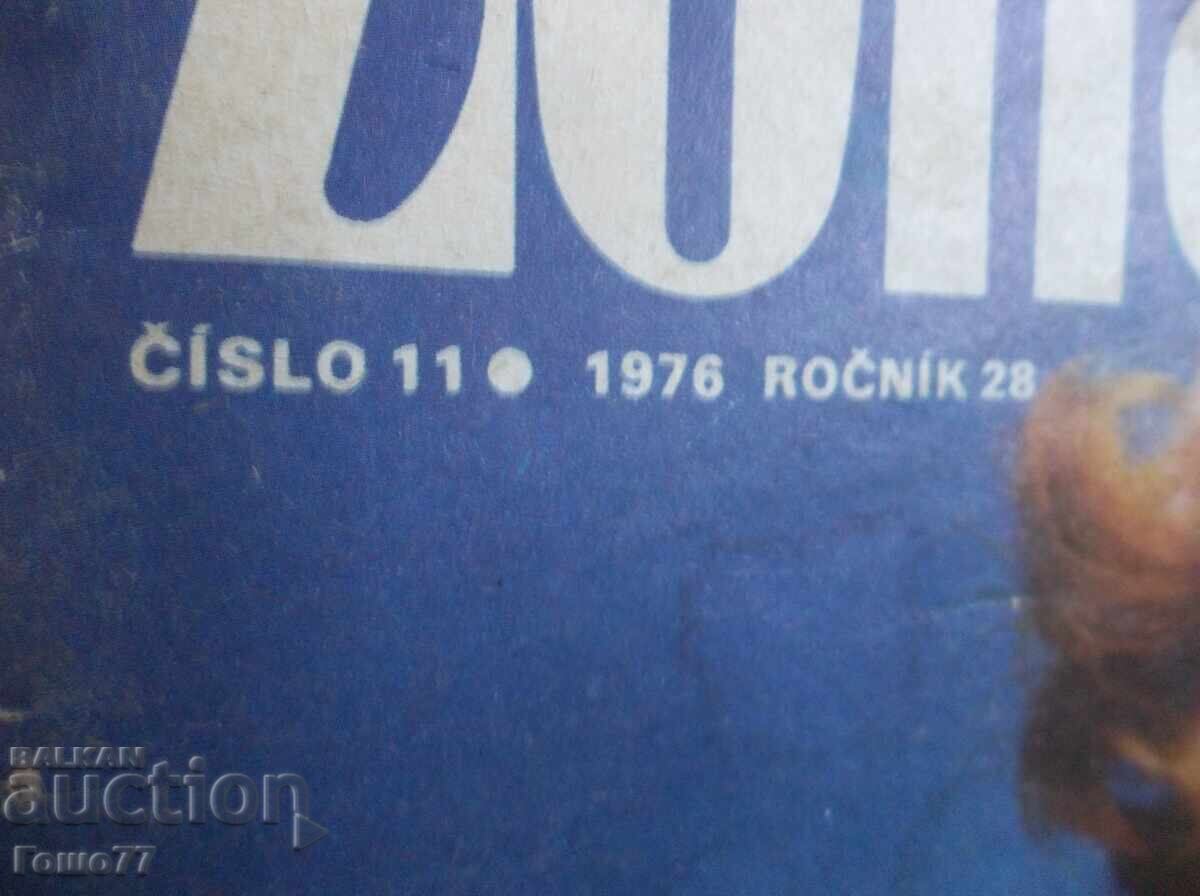 ČÍSLO 11 ● 1976 ROČNÍK 28
BALKAN
auction
Гошо77